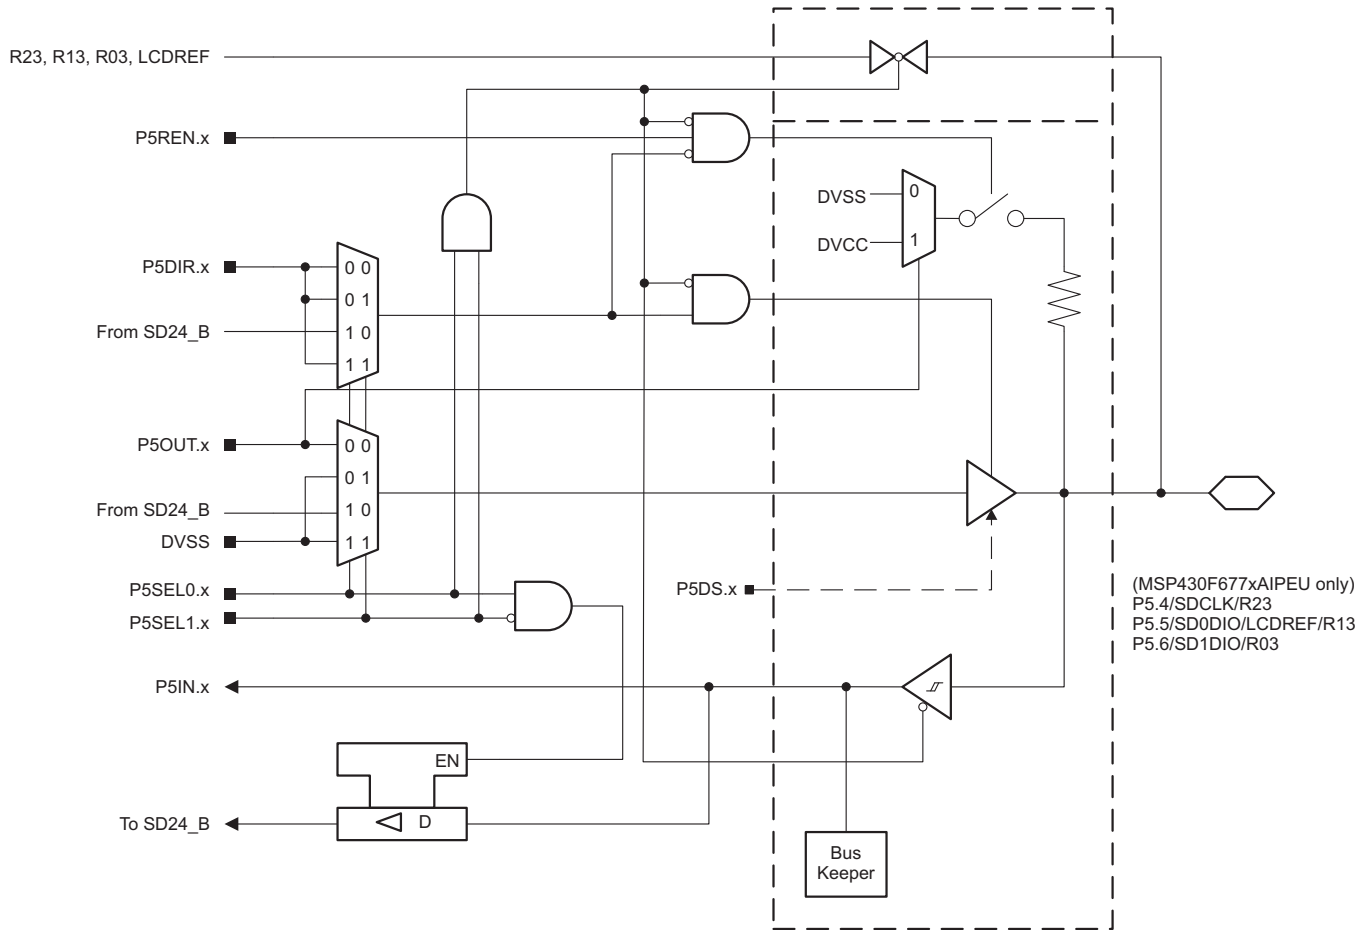 R23, R13, R03, LCDREF
P5REN.x
DVSS
0
DVCC
1
P5DIR.x
0 0
0 1
From SD24_B
1 0
1 1
P5OUT.x
0 0
0 1
From SD24_B
1 0
DVSS
1 1
P5SEL0.x
P5SEL1.x
P5DS.x
(MSP430F677xAIPEU only)
P5.4/SDCLK/R23
P5.5/SD0DIO/LCDREF/R13
P5.6/SD1DIO/R03
P5IN.x
EN
To SD24_B
D
Bus
Keeper